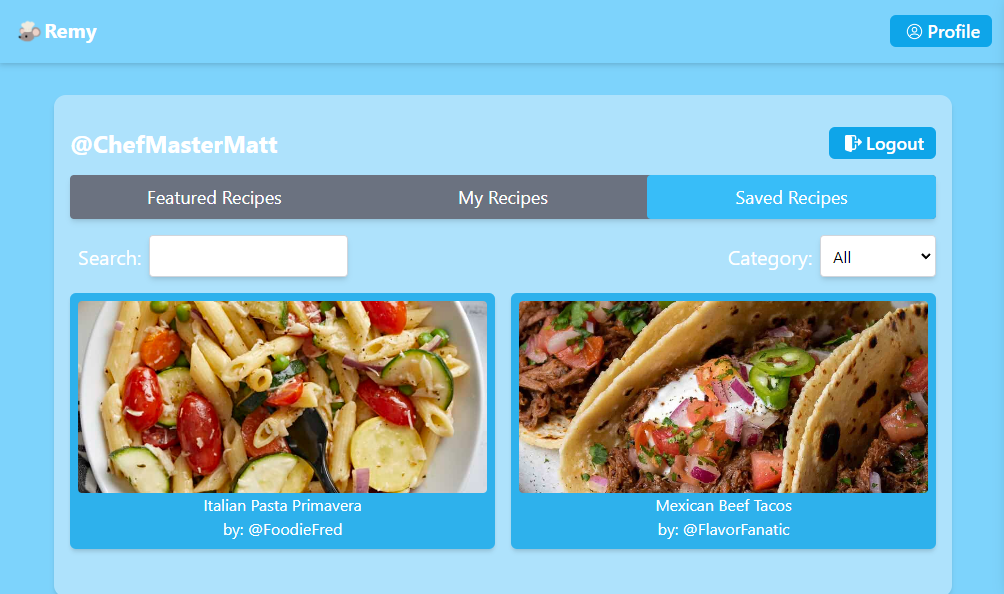 Remy
Profile
@ChefMasterMatt
Logout
Featured Recipes
My Recipes
Saved Recipes
Search:
Category:
All
Italian Pasta Primavera
by: @FoodieFred
Mexican Beef Tacos
by: @FlavorFanatic